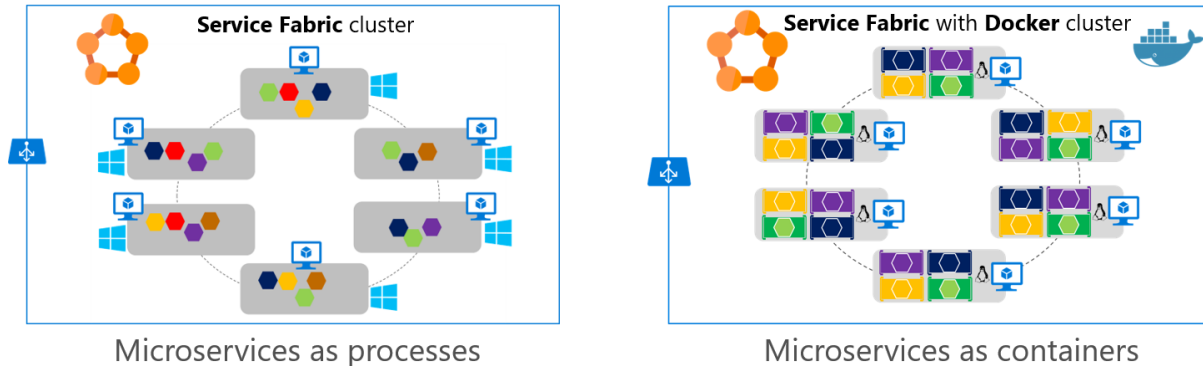 Service Fabric cluster
Service Fabric with Docker cluster
Microservices as processes
Microservices as containers